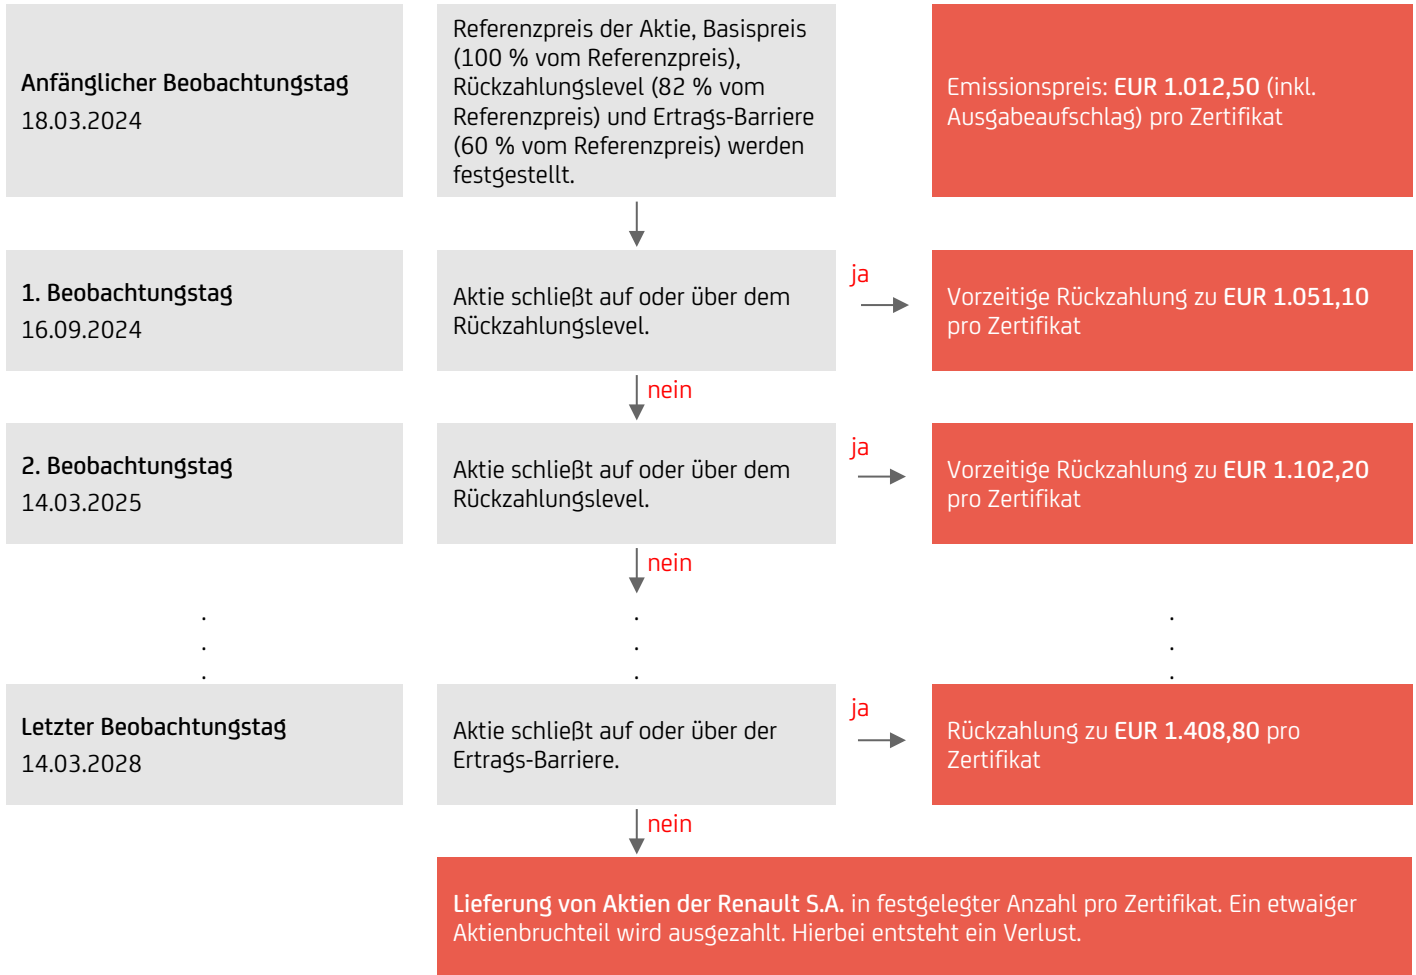 Anfänglicher Beobachtungstag
18.03.2024
Referenzpreis der Aktie, Basispreis
(100 % vom Referenzpreis),
Rückzahlungslevel (82 % vom
Referenzpreis) und Ertrags-Barriere
(60 % vom Referenzpreis) werden
festgestellt.
Emissionspreis: EUR 1.012,50 (inkl.
Ausgabeaufschlag) pro Zertifikat
1. Beobachtungstag
16.09.2024
Aktie schließt auf oder über dem
Rückzahlungslevel.
ja
Vorzeitige Rückzahlung zu EUR 1.051,10
pro Zertifikat
nein
2. Beobachtungstag
14.03.2025
Aktie schließt auf oder über dem
Rückzahlungslevel.
ja
Vorzeitige Rückzahlung zu EUR 1.102,20
pro Zertifikat
nein
. . .
. . .
. . .
Letzter Beobachtungstag
14.03.2028
Aktie schließt auf oder über der
Ertrags-Barriere.
ja
Rückzahlung zu EUR 1.408,80 pro
Zertifikat
nein
Lieferung von Aktien der Renault S.A. in festgelegter Anzahl pro Zertifikat. Ein etwaiger
Aktienbruchteil wird ausgezahlt. Hierbei entsteht ein Verlust.